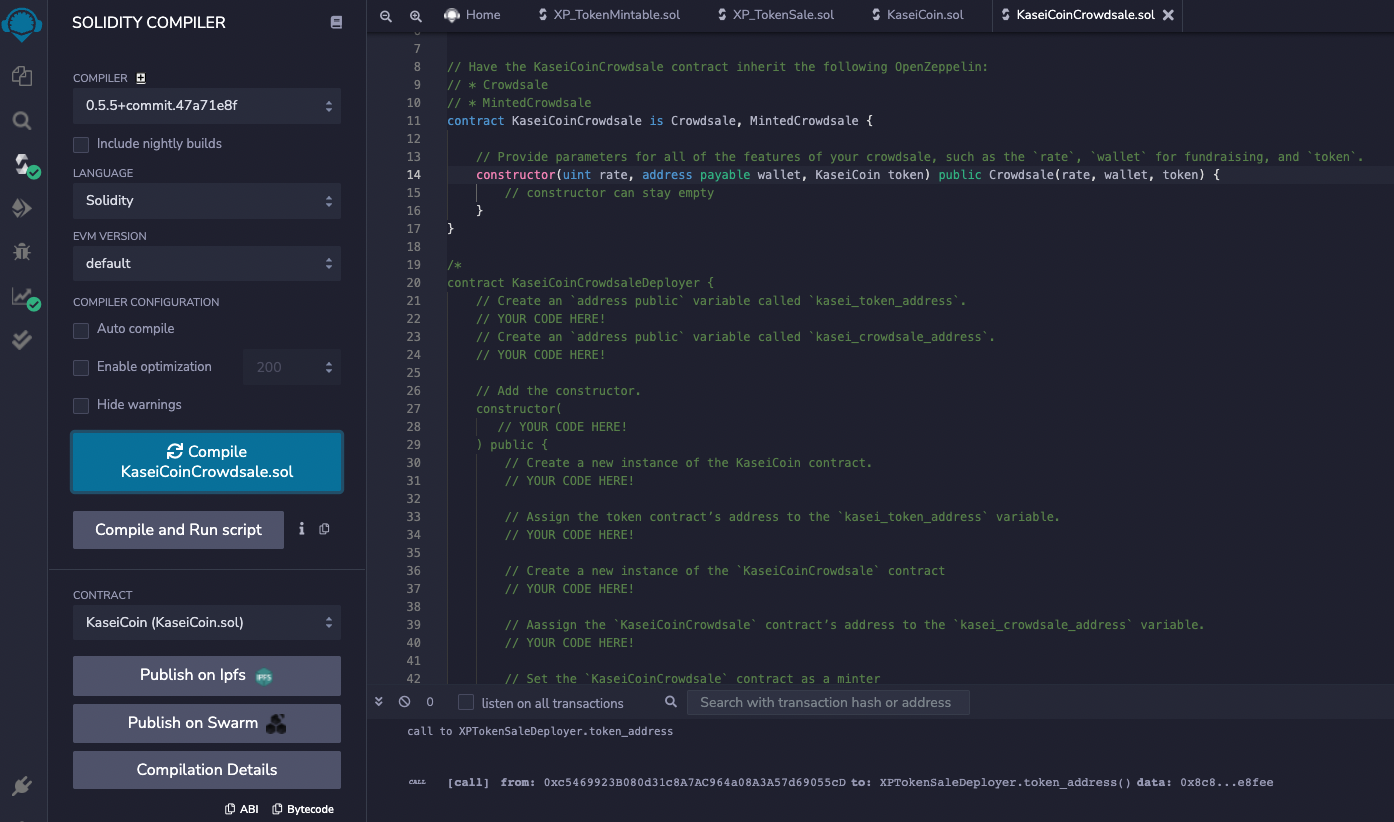 SOLIDITY COMPILER
COMPILER
0.5.5+commit.47a71e8f
Include nightly builds
LANGUAGE
Solidity
EVM VERSION
default
COMPILER CONFIGURATION
Auto compile
Enable optimization 200
Hide warnings
Compile
KaseiCoinCrowdsale.sol
Compile and Run script
CONTRACT
KaseiCoin (KaseiCoin.sol)
Publish on Ipfs IPFS
Publish on Swarm
Compilation Details
ABI Bytecode
Home XP_TokenMintable.sol XP_TokenSale.sol KaseiCoin.sol KaseiCoinCrowdsale.sol
7
8 // Have the KaseiCoinCrowdsale contract inherit the following OpenZeppelin:
9 // * Crowdsale
10 // * MintedCrowdsale
11 contract KaseiCoinCrowdsale is Crowdsale, MintedCrowdsale {
12
13 // Provide parameters for all of the features of your crowdsale, such as the `rate`, `wallet` for fundraising, and `token`.
14 constructor(uint rate, address payable wallet, KaseiCoin token) public Crowdsale(rate, wallet, token) {
15 // constructor can stay empty
16 }
17 }
18
19 /*
20 contract KaseiCoinCrowdsaleDeployer {
21 // Create an `address public` variable called `kasei_token_address`.
22 // YOUR CODE HERE!
23 // Create an `address public` variable called `kasei_crowdsale_address`.
24 // YOUR CODE HERE!
25
26 // Add the constructor.
27 constructor(
28 // YOUR CODE HERE!
29 ) public {
30 // Create a new instance of the KaseiCoin contract.
31 // YOUR CODE HERE!
32
33 // Assign the token contract’s address to the `kasei_token_address` variable.
34 // YOUR CODE HERE!
35
36 // Create a new instance of the `KaseiCoinCrowdsale` contract
37 // YOUR CODE HERE!
38
39 // Aassign the `KaseiCoinCrowdsale` contract’s address to the `kasei_crowdsale_address` variable.
40 // YOUR CODE HERE!
41
42 // Set the `KaseiCoinCrowdsale` contract as a minter
0 listen on all transactions Search with transaction hash or address
call to XPTokenSaleDeployer.token_address
CALL [call] from: 0xc5469923B080d31c8A7AC964a08A3A57d69055cD to: XPTokenSaleDeployer.token_address() data: 0x8c8...e8fee